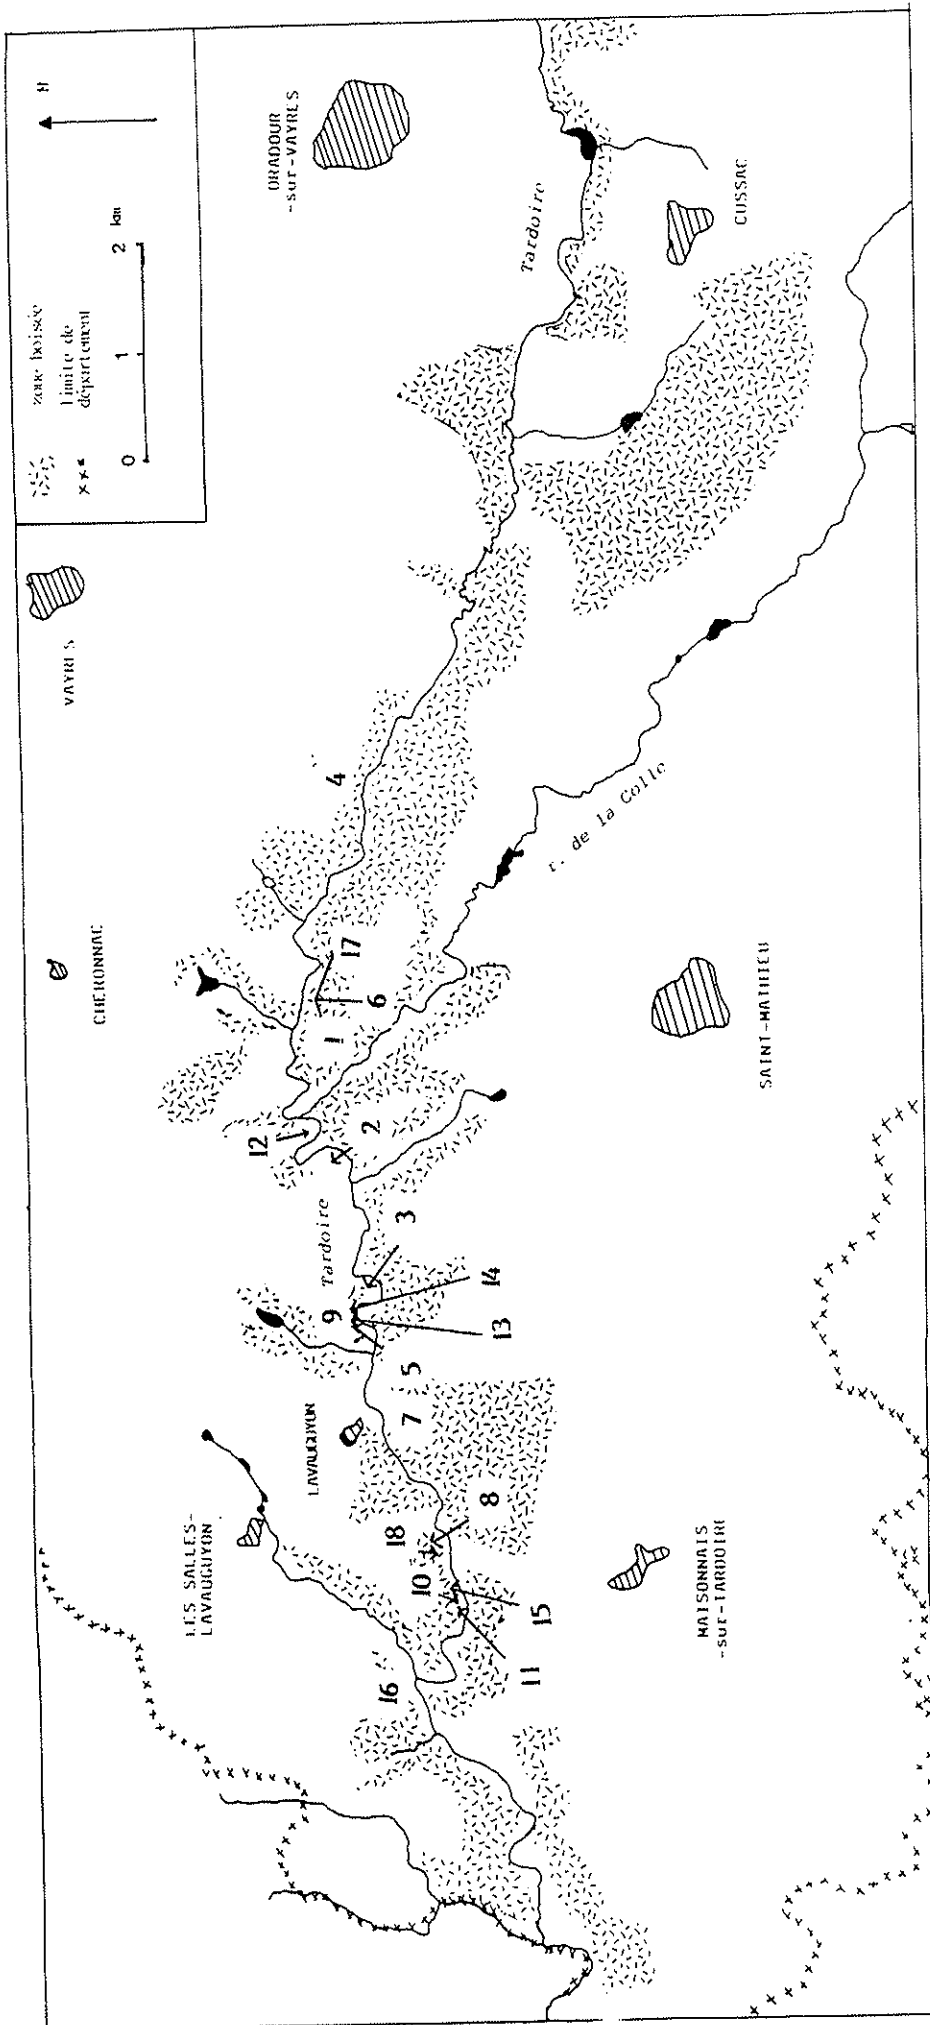 zone boisée
Limite de
département
xxx
0 1 2 km
N
VAYRES
ORADOUR
-sur-VAYRES
CHERONNAC
Tardoire
CUSSAC
4
r. de la Colle
17
6
1
12
2
Tardoire
3
14
9
13
5
7
LAVAUGUYON
LES SALLES-
LAVAUGUYON
18
8
10
15
11
16
SAINT-MATHIEU
MAISONNAIS
-sur-TARDOIRE